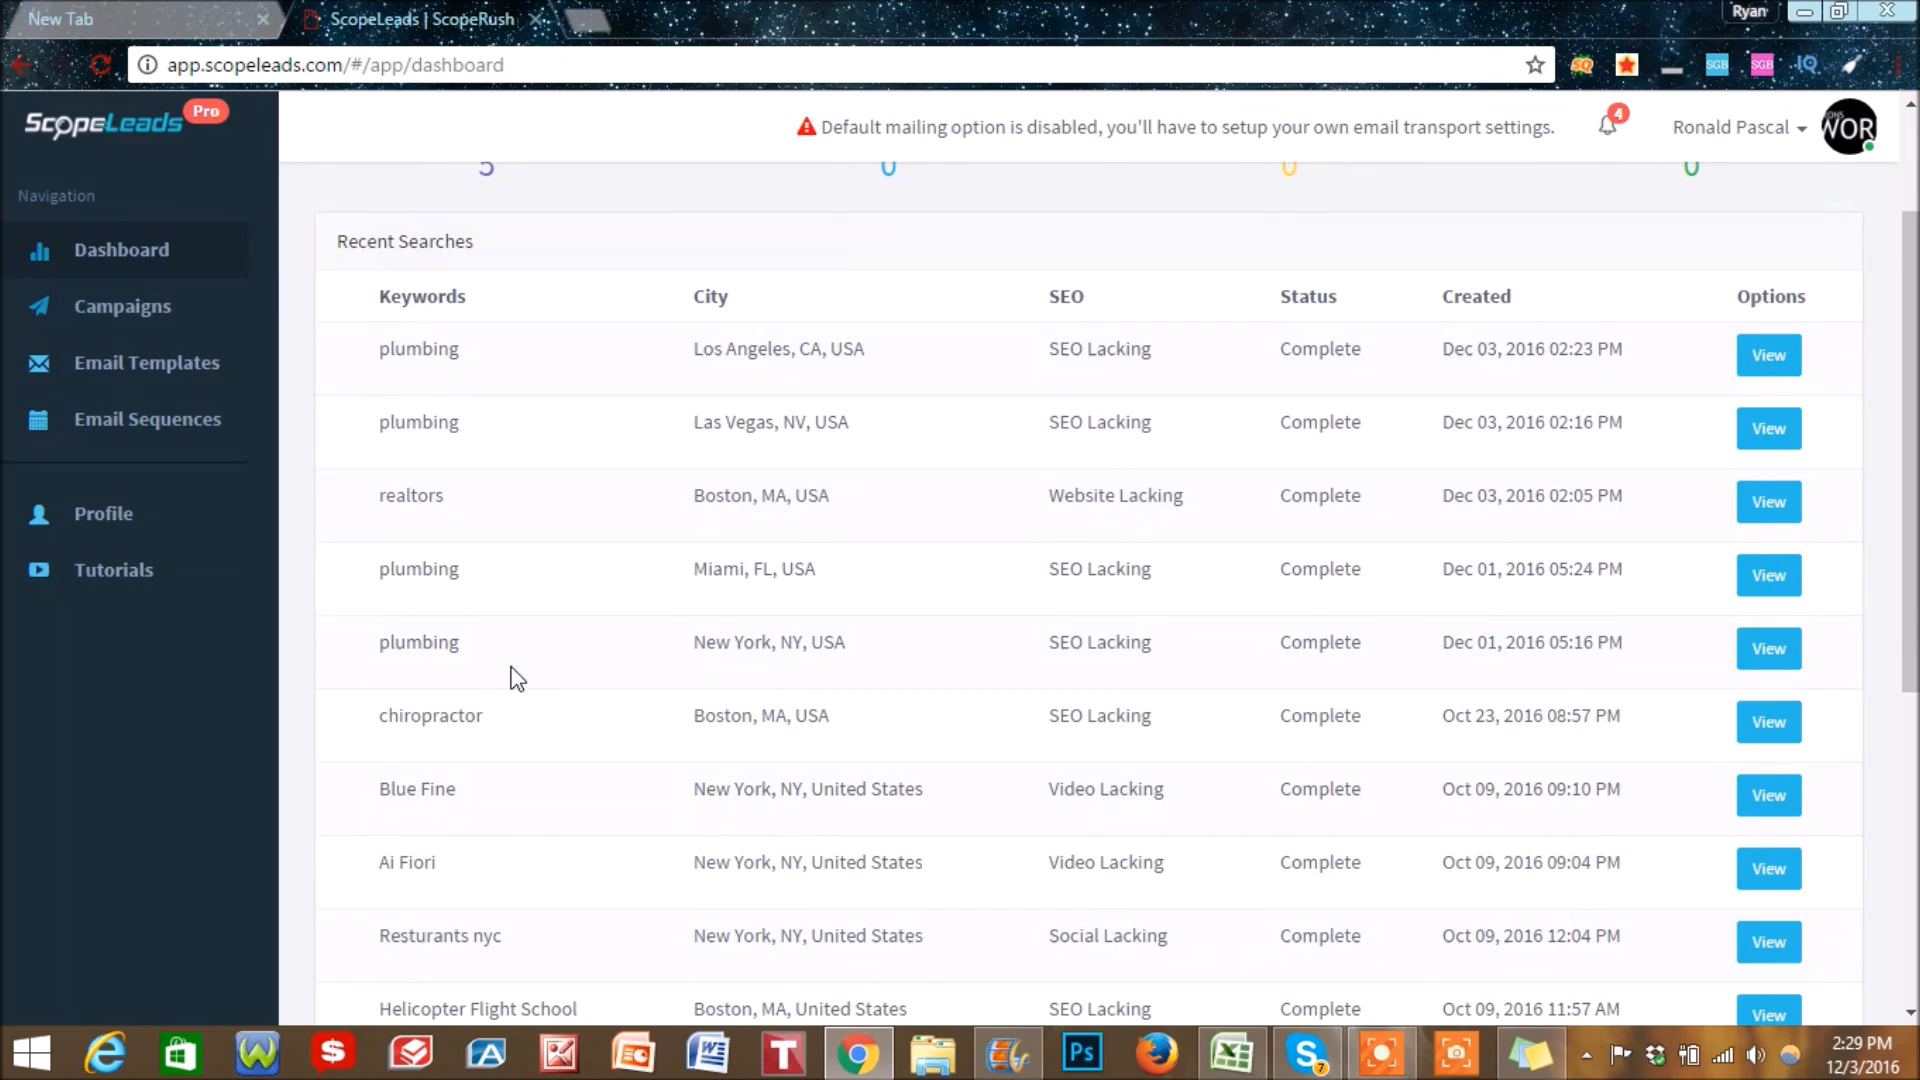 New Tab
ScopeLeads | ScopeRush
Ryan
app.scopeleads.com/#/app/dashboard
SQ
SGB
SGB
IQ
ScopeLeads Pro
Default mailing option is disabled, you'll have to setup your own email transport settings.
4
Ronald Pascal
WOR
5 0 0 0
Navigation
Dashboard
Campaigns
Email Templates
Email Sequences
Profile
Tutorials
Recent Searches
Keywords City SEO Status Created Options
plumbing Los Angeles, CA, USA SEO Lacking Complete Dec 03, 2016 02:23 PM View
plumbing Las Vegas, NV, USA SEO Lacking Complete Dec 03, 2016 02:16 PM View
realtors Boston, MA, USA Website Lacking Complete Dec 03, 2016 02:05 PM View
plumbing Miami, FL, USA SEO Lacking Complete Dec 01, 2016 05:24 PM View
plumbing New York, NY, USA SEO Lacking Complete Dec 01, 2016 05:16 PM View
chiropractor Boston, MA, USA SEO Lacking Complete Oct 23, 2016 08:57 PM View
Blue Fine New York, NY, United States Video Lacking Complete Oct 09, 2016 09:10 PM View
Ai Fiori New York, NY, United States Video Lacking Complete Oct 09, 2016 09:04 PM View
Resturants nyc New York, NY, United States Social Lacking Complete Oct 09, 2016 12:04 PM View
Helicopter Flight School Boston, MA, United States SEO Lacking Complete Oct 09, 2016 11:57 AM View
Ps
7
2:29 PM
12/3/2016